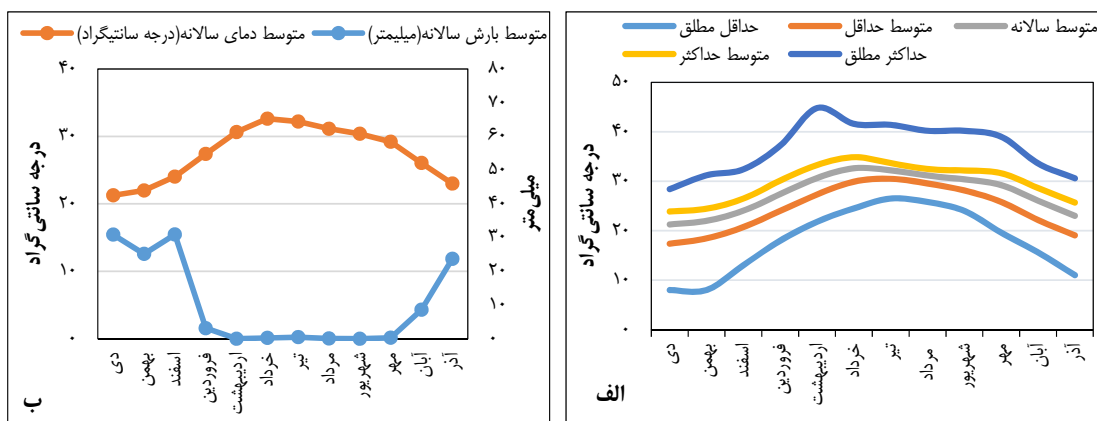 متوسط بارش سالانه(میلیمتر) متوسط دمای سالانه(درجه سانتیگراد)
۴۰
۳۰
۲۰
۱۰
۰
۸۰
۷۰
۶۰
۵۰
۴۰
۳۰
۲۰
۱۰
۰
درجه سانتی گراد
میلی متر
دی
بهمن
اسفند
فروردین
اردیبهشت
خرداد
تیر
مرداد
شهریور
مهر
آبان
آذر
ب
حداقل مطلق متوسط حداقل متوسط سالانه
متوسط حداکثر حداکثر مطلق
۵۰
۴۰
۳۰
۲۰
۱۰
۰
درجه سانتی گراد
دی
بهمن
اسفند
فروردین
اردیبهشت
خرداد
تیر
مرداد
شهریور
مهر
آبان
آذر
الف